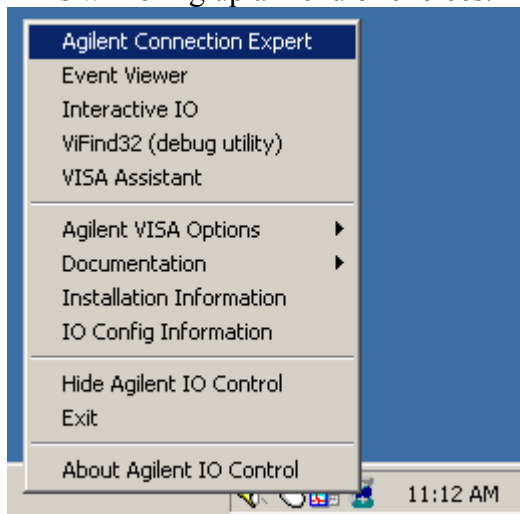 Agilent Connection Expert
Event Viewer
Interactive IO
ViFind32 (debug utility)
VISA Assistant
Agilent VISA Options
Documentation
Installation Information
IO Config Information
Hide Agilent IO Control
Exit
About Agilent IO Control
11:12 AM